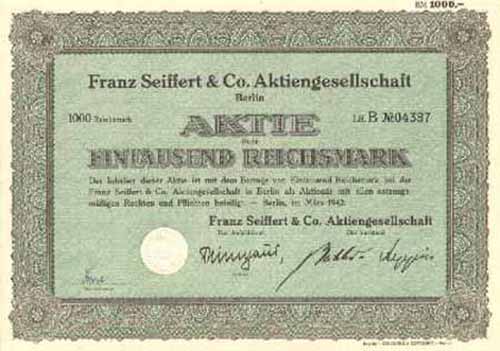 RM 1000,-
Franz Seiffert & Co. Aktiengesellschaft
Berlin
1000 Reichsmark
Lit. B № 04387
AKTIE
über
EINTAUSEND REICHSMARK
Der Inhaber dieser Aktie ist mit dem Betrage von Eintausend Reichsmark bei der
Franz Seiffert & Co. Aktiengesellschaft in Berlin als Aktionär mit allen satzungs-
mäßigen Rechten und Pflichten beteiligt. — Berlin, im März 1942.
Franz Seiffert & Co. Aktiengesellschaft
Der Aufsichtsrat
Der Vorstand